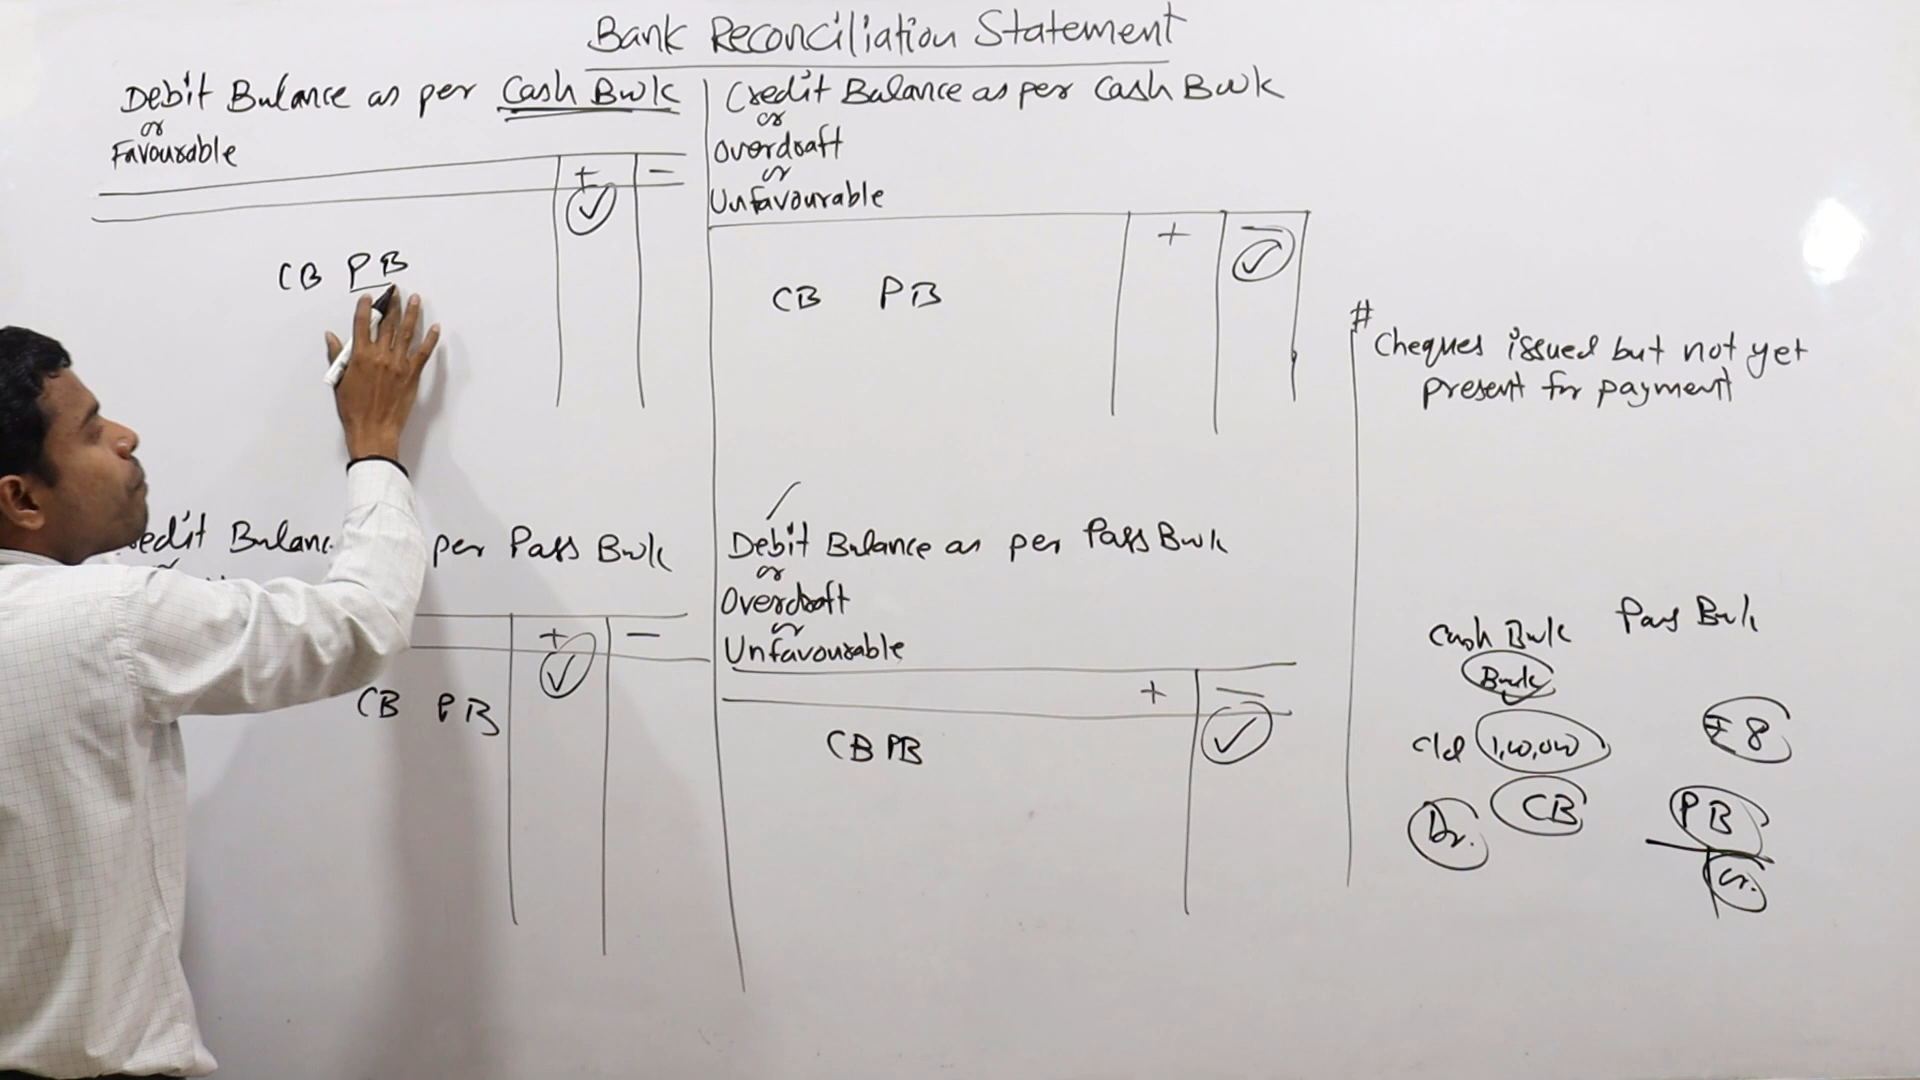 Bank Reconciliation Statement
Debit Balance as per Cash Book
or
Favourable
+ -
CB PB
Credit Balance as per Cash Book
or
Overdraft
or
Unfavourable
+ -
CB PB
edit Balanc per Pass Book
+ -
CB PB
Debit Balance as per Pass Book
or
Overdraft
or
Unfavourable
+ -
CB PB
#
Cheques issued but not yet
present for payment
Cash Book Pass Book
Bank
c/d 1,00,000 ₹ 8
Dr. CB PB
Cr.